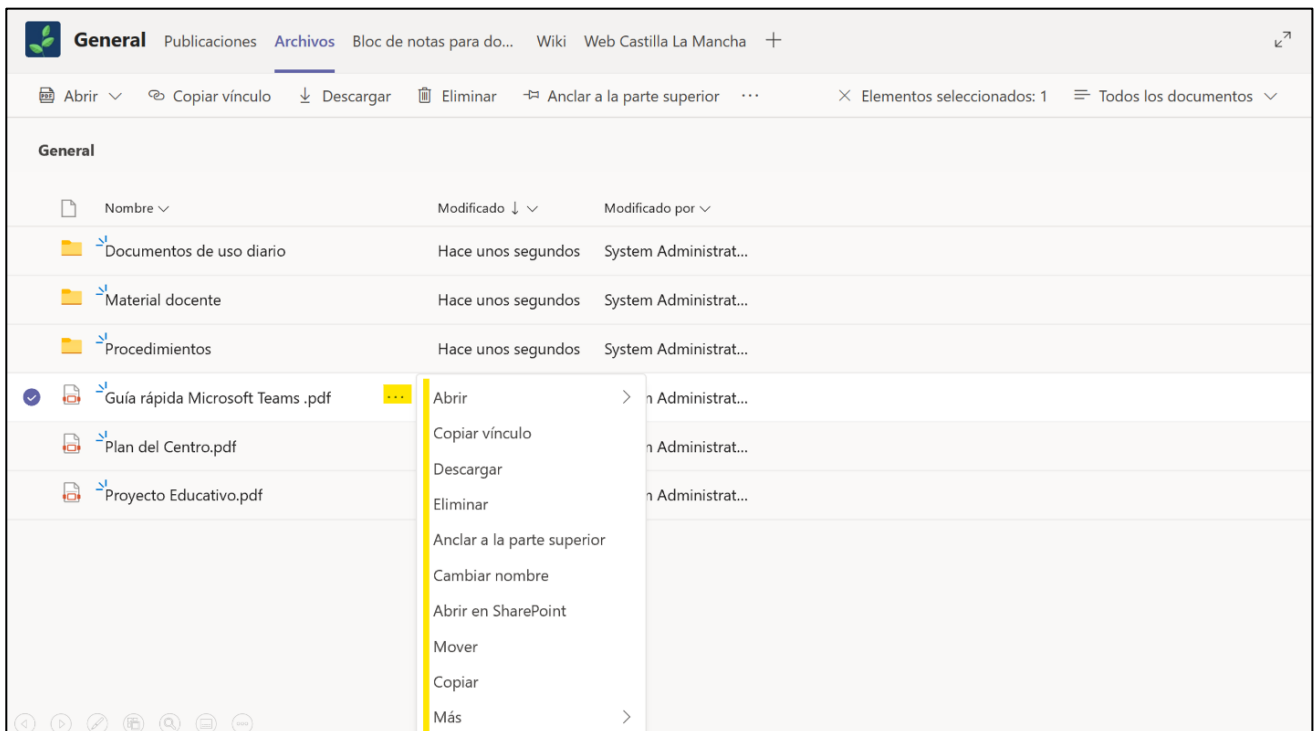 General Publicaciones Archivos Bloc de notas para do... Wiki Web Castilla La Mancha
Abrir Copiar vínculo Descargar Eliminar Anclar a la parte superior ... Elementos seleccionados: 1 Todos los documentos
General
Nombre Modificado Modificado por
Documentos de uso diario Hace unos segundos System Administrat...
Material docente Hace unos segundos System Administrat...
Procedimientos Hace unos segundos System Administrat...
Guía rápida Microsoft Teams .pdf ... Abrir Administrat...
Copiar vínculo
Plan del Centro.pdf Administrat...
Descargar
Proyecto Educativo.pdf Administrat...
Eliminar
Anclar a la parte superior
Cambiar nombre
Abrir en SharePoint
Mover
Copiar
Más